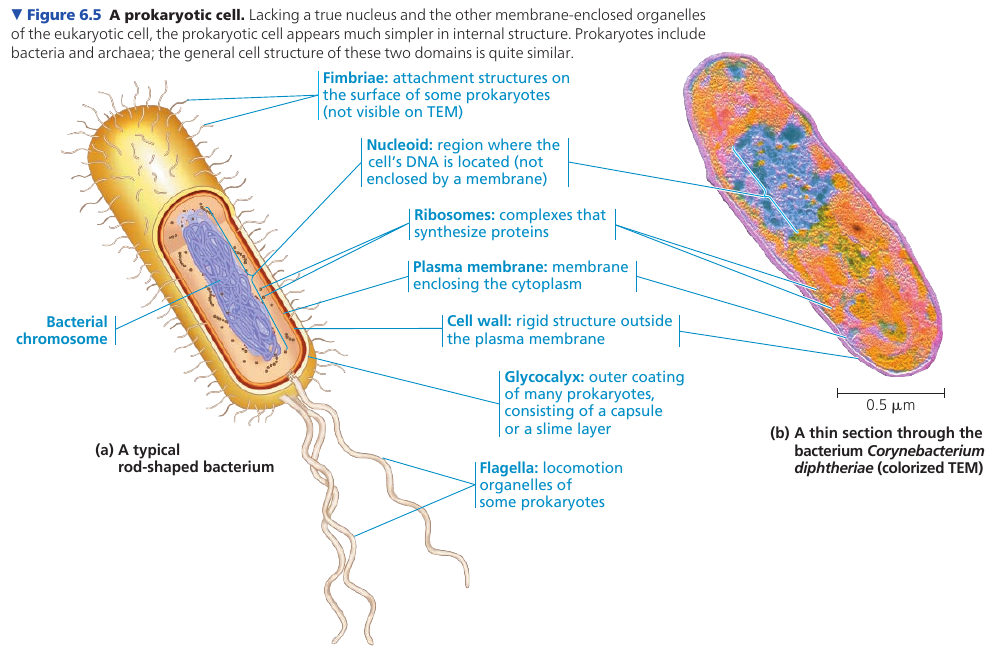 ▼ Figure 6.5 A prokaryotic cell. Lacking a true nucleus and the other membrane-enclosed organelles
of the eukaryotic cell, the prokaryotic cell appears much simpler in internal structure. Prokaryotes include
bacteria and archaea; the general cell structure of these two domains is quite similar.
Fimbriae: attachment structures on
the surface of some prokaryotes
(not visible on TEM)
Nucleoid: region where the
cell's DNA is located (not
enclosed by a membrane)
Ribosomes: complexes that
synthesize proteins
Plasma membrane: membrane
enclosing the cytoplasm
Bacterial
chromosome
Cell wall: rigid structure outside
the plasma membrane
Glycocalyx: outer coating
of many prokaryotes,
consisting of a capsule
or a slime layer
0.5 μm
(a) A typical
rod-shaped bacterium
(b) A thin section through the
bacterium Corynebacterium
diphtheriae (colorized TEM)
Flagella: locomotion
organelles of
some prokaryotes